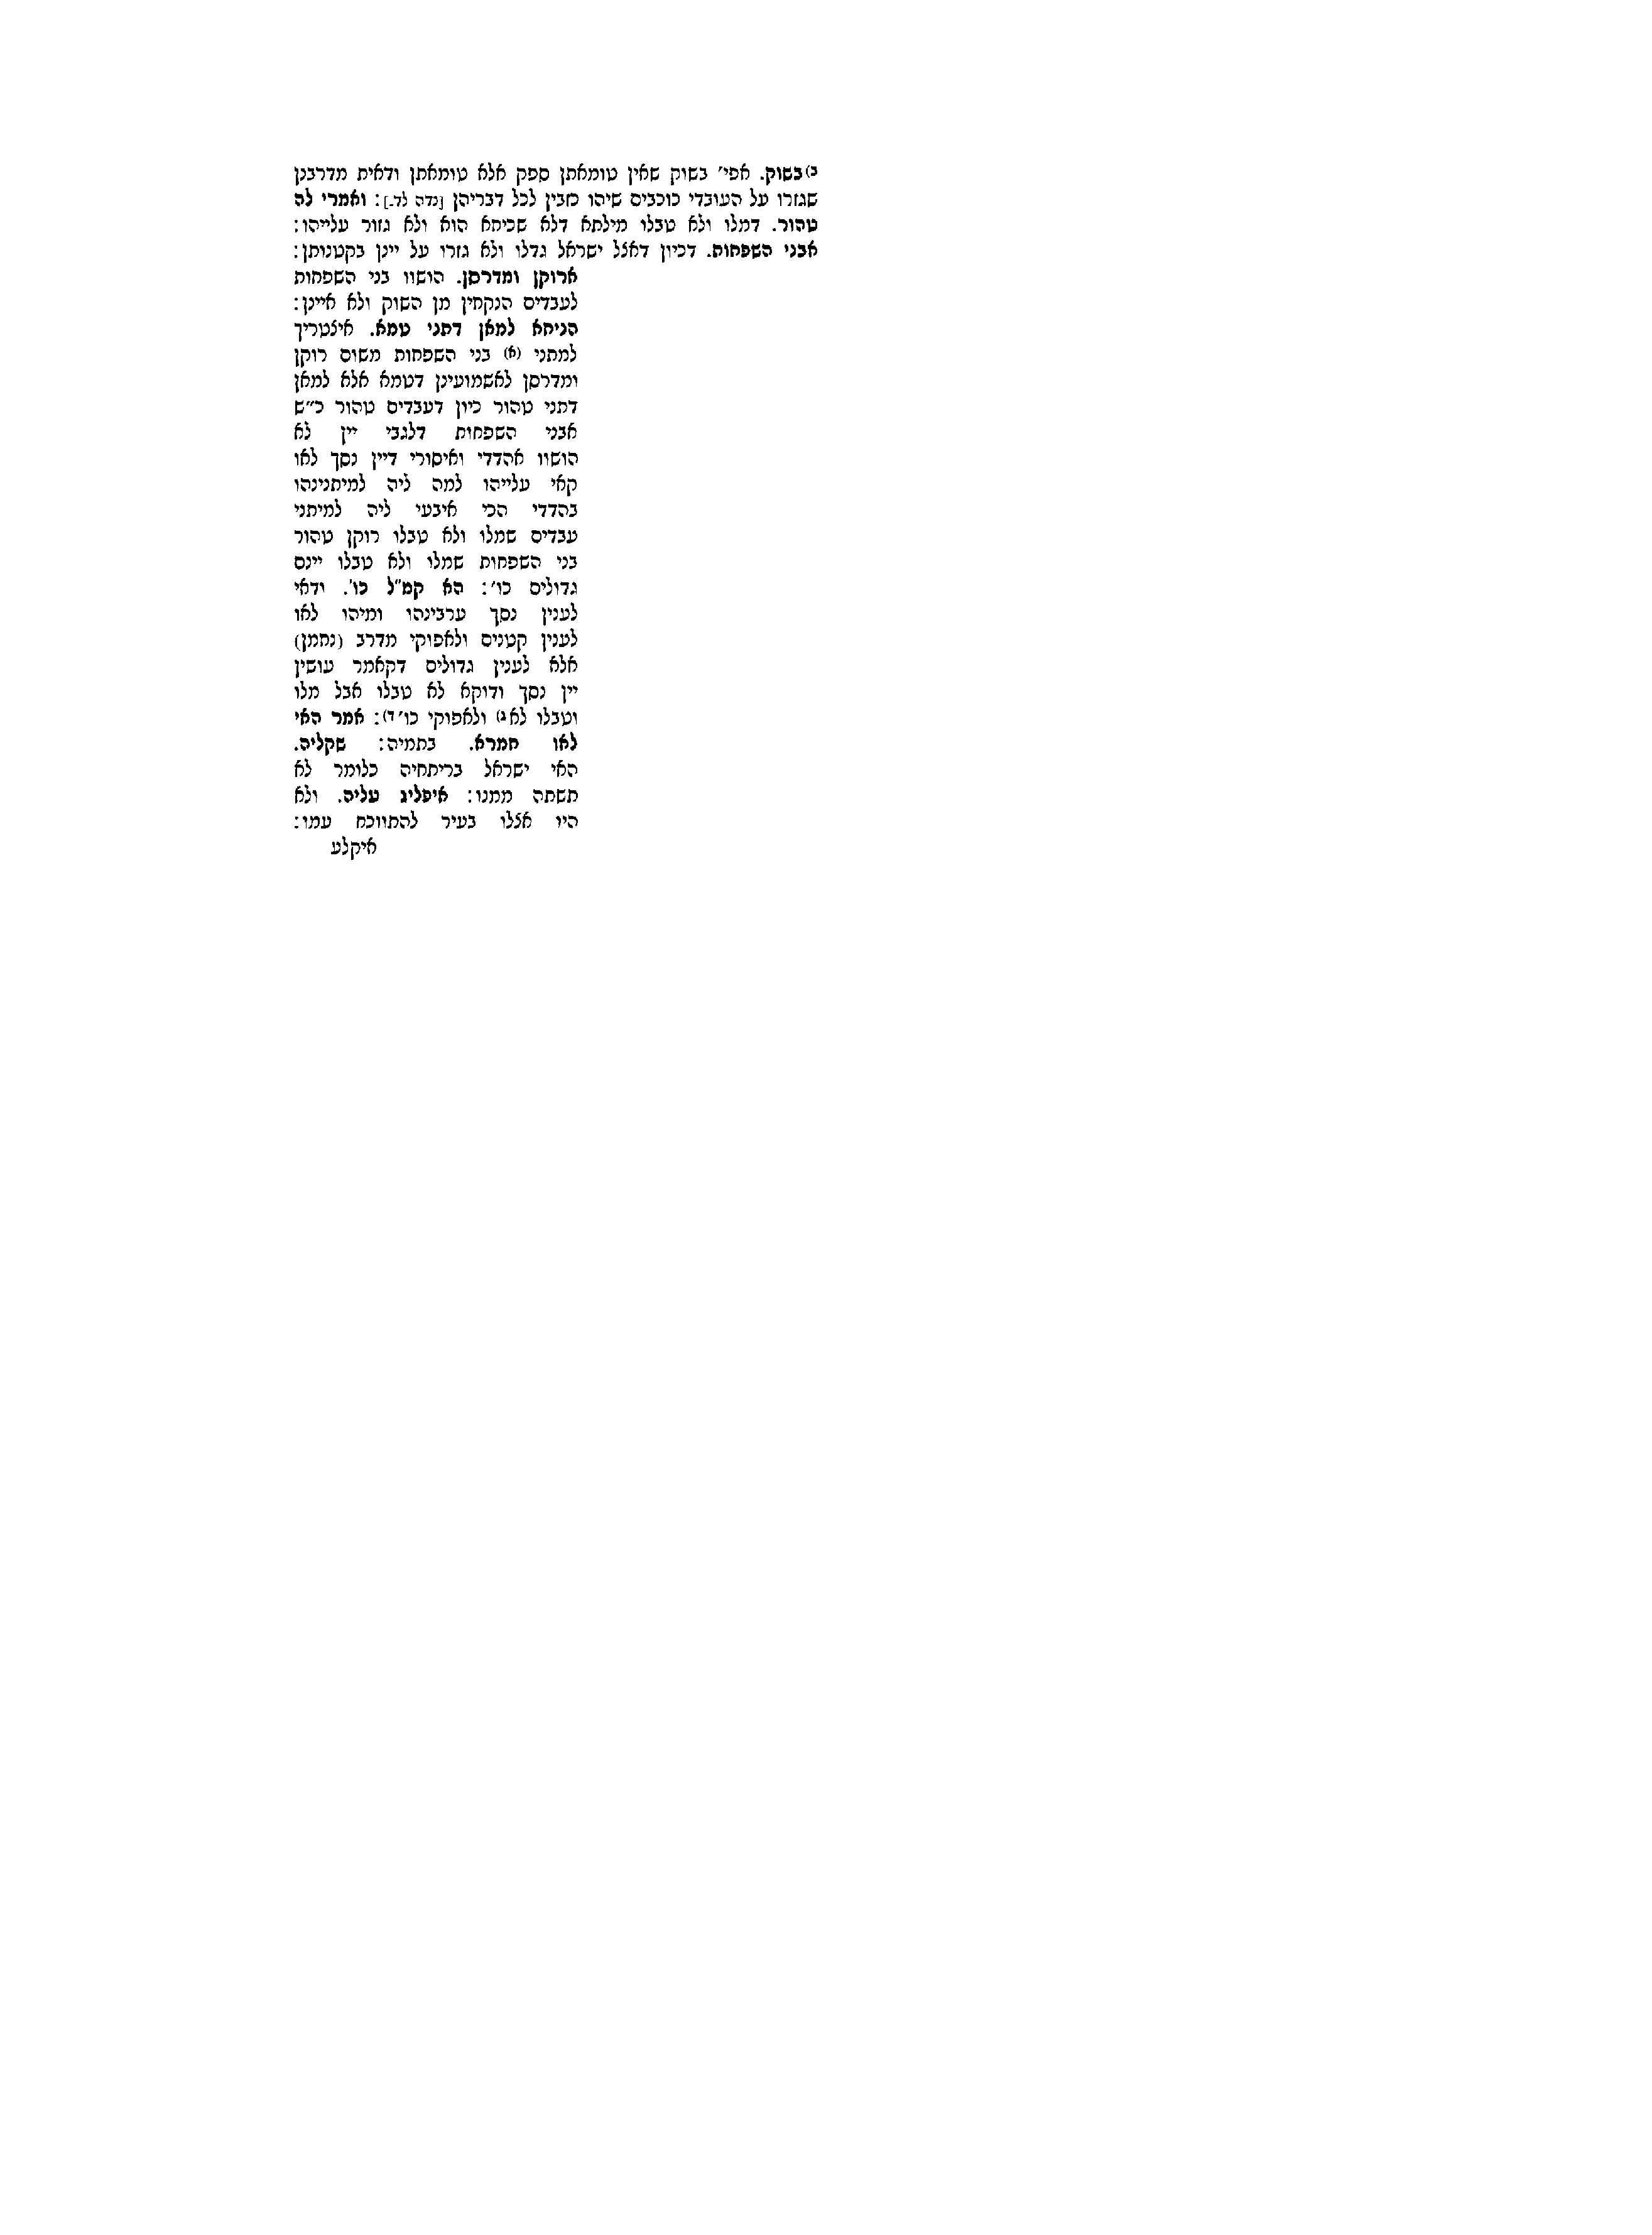 ב) בשוק. אפי' בשוק שאין טומאתן ספק אלא טומאתן ודאית מדרבנן
שגזרו על העובדי כוכבים שיהו כזבין לכל דבריהן [נדה לד.]: ואמרי לה
טהור. דמלו ולא טבלו מילתא דלא שכיחא הוא ולא גזור עלייהו:
אבני השפחות. דכיון דאצל ישראל גדלו ולא גזרו על יינן בקטנותן:
ארוקן ומדרסן. הושוו בני השפחות
לעבדים הנקחין מן השוק ולא איינן:
הניחא למאן דתני טמא. איצטריך
למתני (א) בני השפחות משום רוקן
ומדרסן לאשמועינן דטמא אלא למאן
דתני טהור כיון דעבדים טהור כ"ש
אבני השפחות דלגבי יין לא
הושוו אהדדי ואיסורי דיין נסך לאו
קאי עלייהו למה ליה למיתנינהו
בהדדי הכי איבעי ליה למיתני
עבדים שמלו ולא טבלו רוקן טהור
בני השפחות שמלו ולא טבלו יינם
גדולים כו': הא קמ"ל כו'. ודאי
לענין נסך ערבינהו ומיהו לאו
לענין קטנים ולאפוקי מדרב (נחמן)
אלא לענין גדולים דקאמר עושין
יין נסך ודוקא לא טבלו אבל מלו
וטבלו לא ג) ולאפוקי כו' ד): אמר האי
לאו חמרא. בתמיה: שקליה.
האי ישראל בריתחיה כלומר לא
תשתה ממנו: איפליג עליה. ולא
היו אצלו בעיר להתווכח עמו:
איקלע